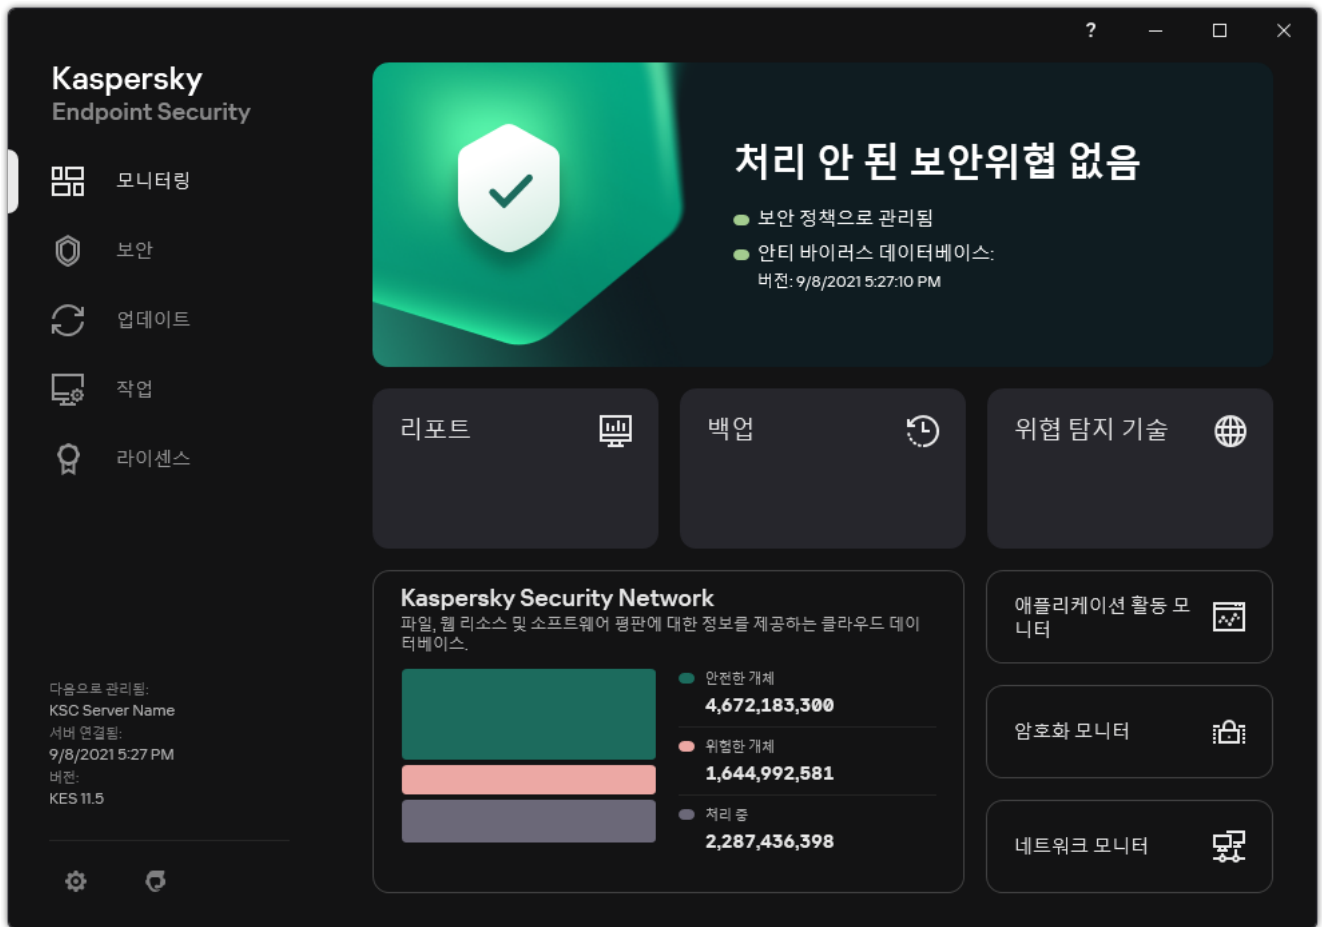 ?
Kaspersky
Endpoint Security
모니터링
보안
업데이트
작업
라이센스
다음으로 관리됨:
KSC Server Name
서버 연결됨:
9/8/2021 5:27 PM
버전:
KES 11.5
처리 안 된 보안위협 없음
보안 정책으로 관리됨
안티 바이러스 데이터베이스:
버전: 9/8/2021 5:27:10 PM
리포트
백업
위협 탐지 기술
Kaspersky Security Network
파일, 웹 리소스 및 소프트웨어 평판에 대한 정보를 제공하는 클라우드 데이
터베이스.
안전한 개체
4,672,183,300
위험한 개체
1,644,992,581
처리 중
2,287,436,398
애플리케이션 활동 모
니터
암호화 모니터
네트워크 모니터